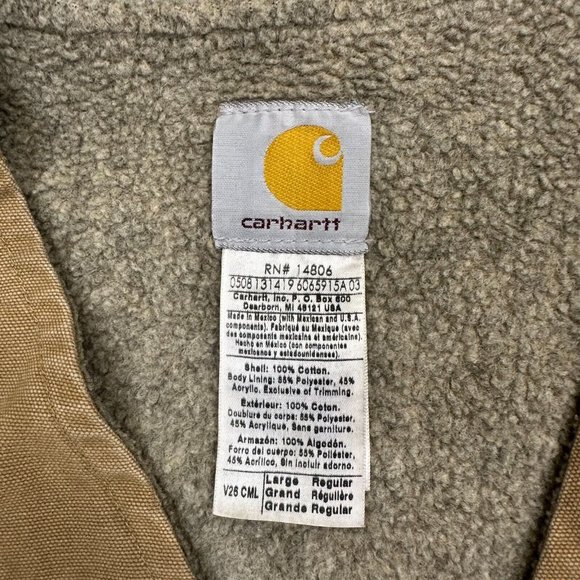 carhartt
RN# 14806
0508131419 6065915A03
Carhartt, Inc. P. O. Box 600
Dearborn, MI 48121 USA
Made in Mexico (with Mexican and U.S.A.
components). Fabriqué au Mexique (avec
des composants mexicains et américains).
Hecho en México (con componentes
mexicanos y estadounidenses).
Shell: 100% Cotton.
Body Lining: 55% Polyester, 45%
Acrylic. Exclusive of Trimming.
Extérieur: 100% Coton.
Doublure du corps: 55% Polyester,
45% Acrylique, Sans garniture.
Armazón: 100% Algodón.
Forro del cuerpo: 55% Poliéster,
45% Acrílico, Sin incluir adorno.
V26 CML
Large Regular
Grand Régulière
Grande Regular